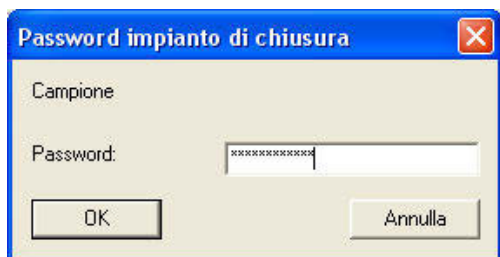 Password impianto di chiusura
Campione
Password: ************
OK Annulla